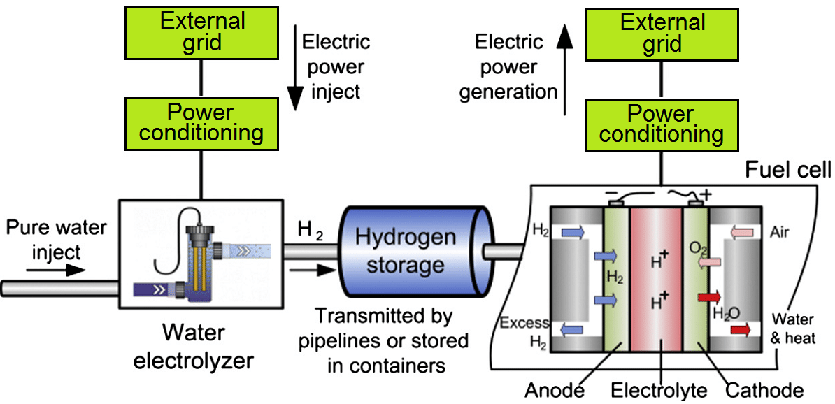 External
grid
Electric
power
inject
Electric
power
generation
External
grid
Power
conditioning
Power
conditioning
Fuel cell
Pure water
inject
H2
Hydrogen
storage
Transmitted by
pipelines or stored
in containers
Water
electrolyzer
− +
H2
H2
Excess
H2
H+
H+
O2
H2O
Air
Water
& heat
Anode Electrolyte Cathode